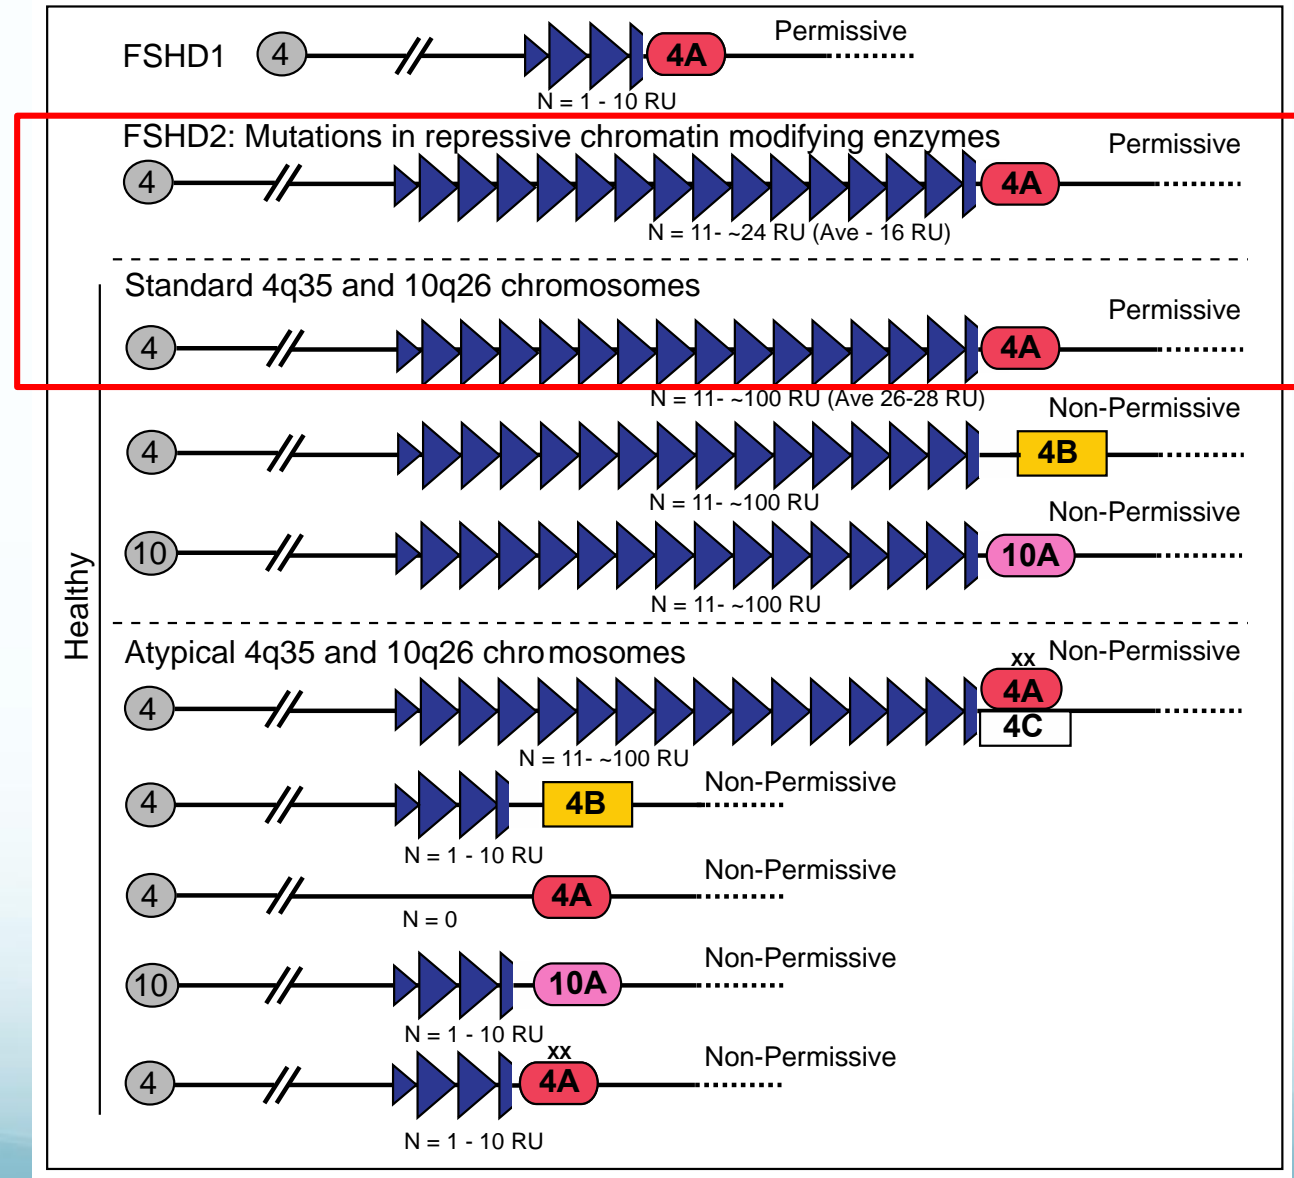 FSHD1 4 4A Permissive
N = 1 - 10 RU
FSHD2: Mutations in repressive chromatin modifying enzymes
Permissive
4 4A
N = 11- ~24 RU (Ave - 16 RU)
Standard 4q35 and 10q26 chromosomes
Permissive
4 4A
N = 11- ~100 RU (Ave 26-28 RU)
Non-Permissive
4 4B
N = 11- ~100 RU
Non-Permissive
10 10A
N = 11- ~100 RU
Healthy
Atypical 4q35 and 10q26 chromosomes
xx Non-Permissive
4 4A
4C
N = 11- ~100 RU
Non-Permissive
4 4B
N = 1 - 10 RU
Non-Permissive
4 4A
N = 0
Non-Permissive
10 10A
N = 1 - 10 RU
xx Non-Permissive
4 4A
N = 1 - 10 RU